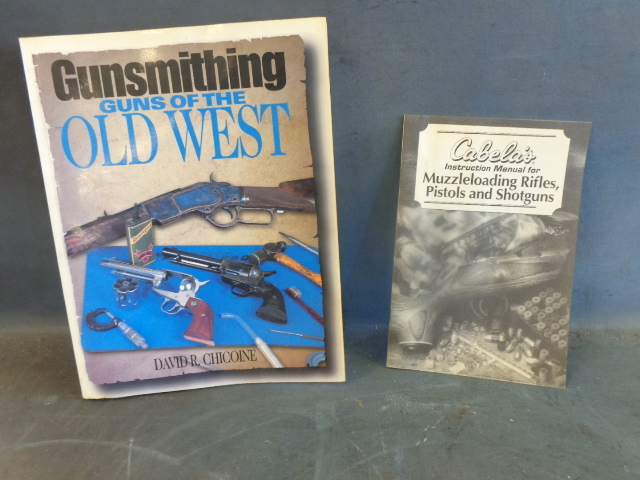 Gunsmithing
GUNS OF THE
OLD WEST
DAVID R. CHICOINE
Cabela's
Instruction Manual for
Muzzleloading Rifles,
Pistols and Shotguns